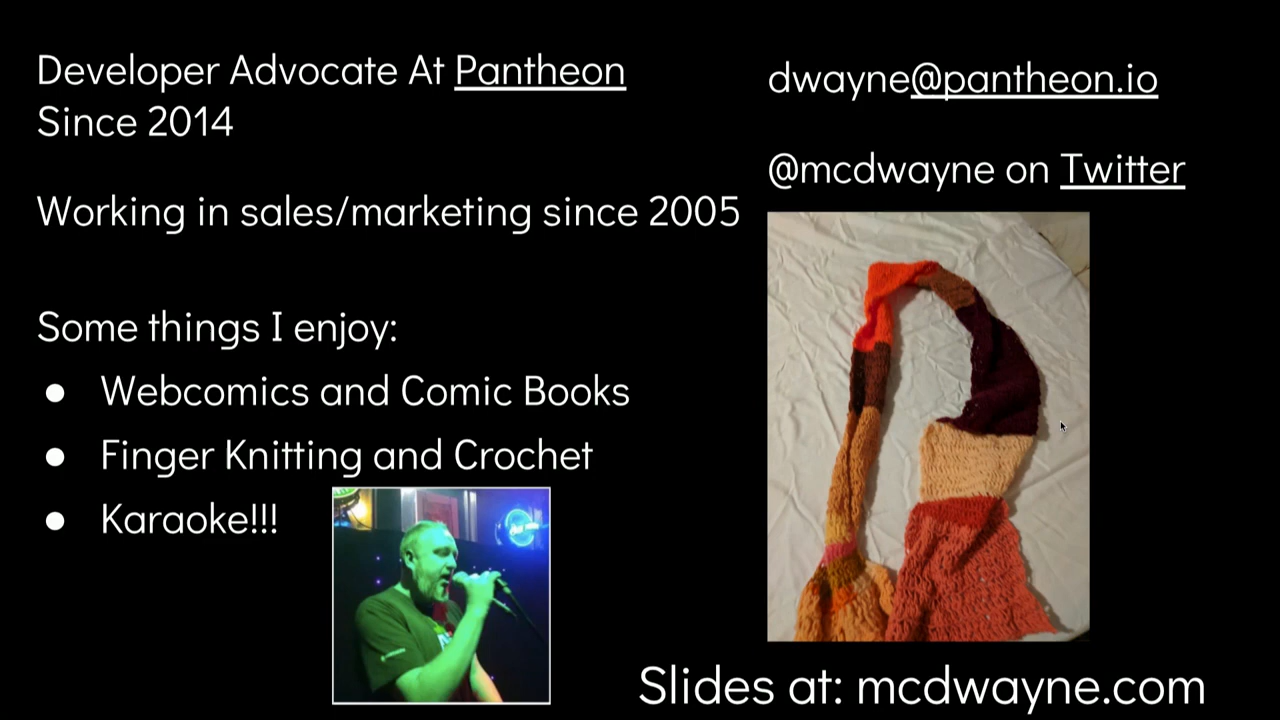 Developer Advocate At Pantheon
Since 2014
Working in sales/marketing since 2005
Some things I enjoy:
● Webcomics and Comic Books
● Finger Knitting and Crochet
● Karaoke!!!
dwayne@pantheon.io
@mcdwayne on Twitter
Slides at: mcdwayne.com